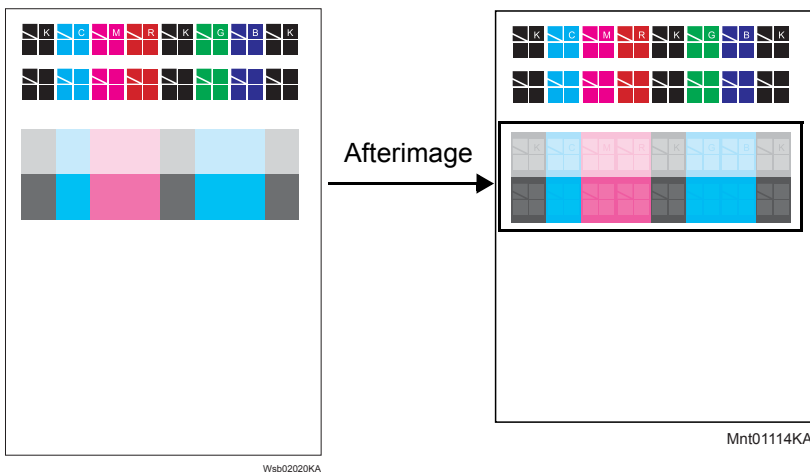 K C M R K G B K
K C M R K G B K
Afterimage
K C M R K G B K
Mnt01114KA
Wsb02020KA